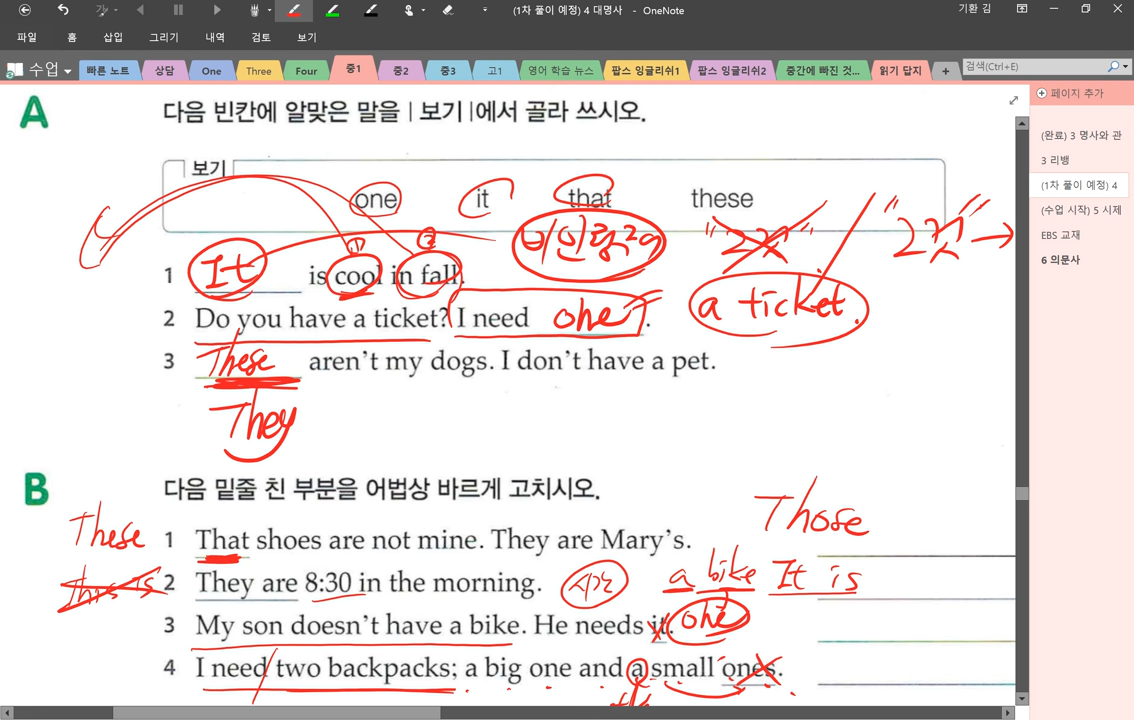 (1차 풀이 예정) 4 대명사 - OneNote
기환 김
파일 홈 삽입 그리기 내역 검토 보기
수업 빠른 노트 상담 One Three Four 중1 중2 중3 고1 영어 학습 뉴스 팝스 잉글리쉬1 팝스 잉글리쉬2 중간에 빠진 것... 읽기 답지 + 검색(Ctrl+E)
페이지 추가
(완료) 3 명사와 관
3 리뱅
(1차 풀이 예정) 4
(수업 시작) 5 시제
EBS 교재
6 의문사
A 다음 빈칸에 알맞은 말을 | 보기 |에서 골라 쓰시오.
보기
one it that these
비인칭주어 "그것" "그것"
① ②
1 It is cool in fall.
2 Do you have a ticket? I need one. a ticket.
3 These aren't my dogs. I don't have a pet.
They
B 다음 밑줄 친 부분을 어법상 바르게 고치시오.
These Those
1 That shoes are not mine. They are Mary's.
this is
2 They are 8:30 in the morning. 시간 a bike It is
3 My son doesn't have a bike. He needs it. one
4 I need two backpacks; a big one and a small ones.